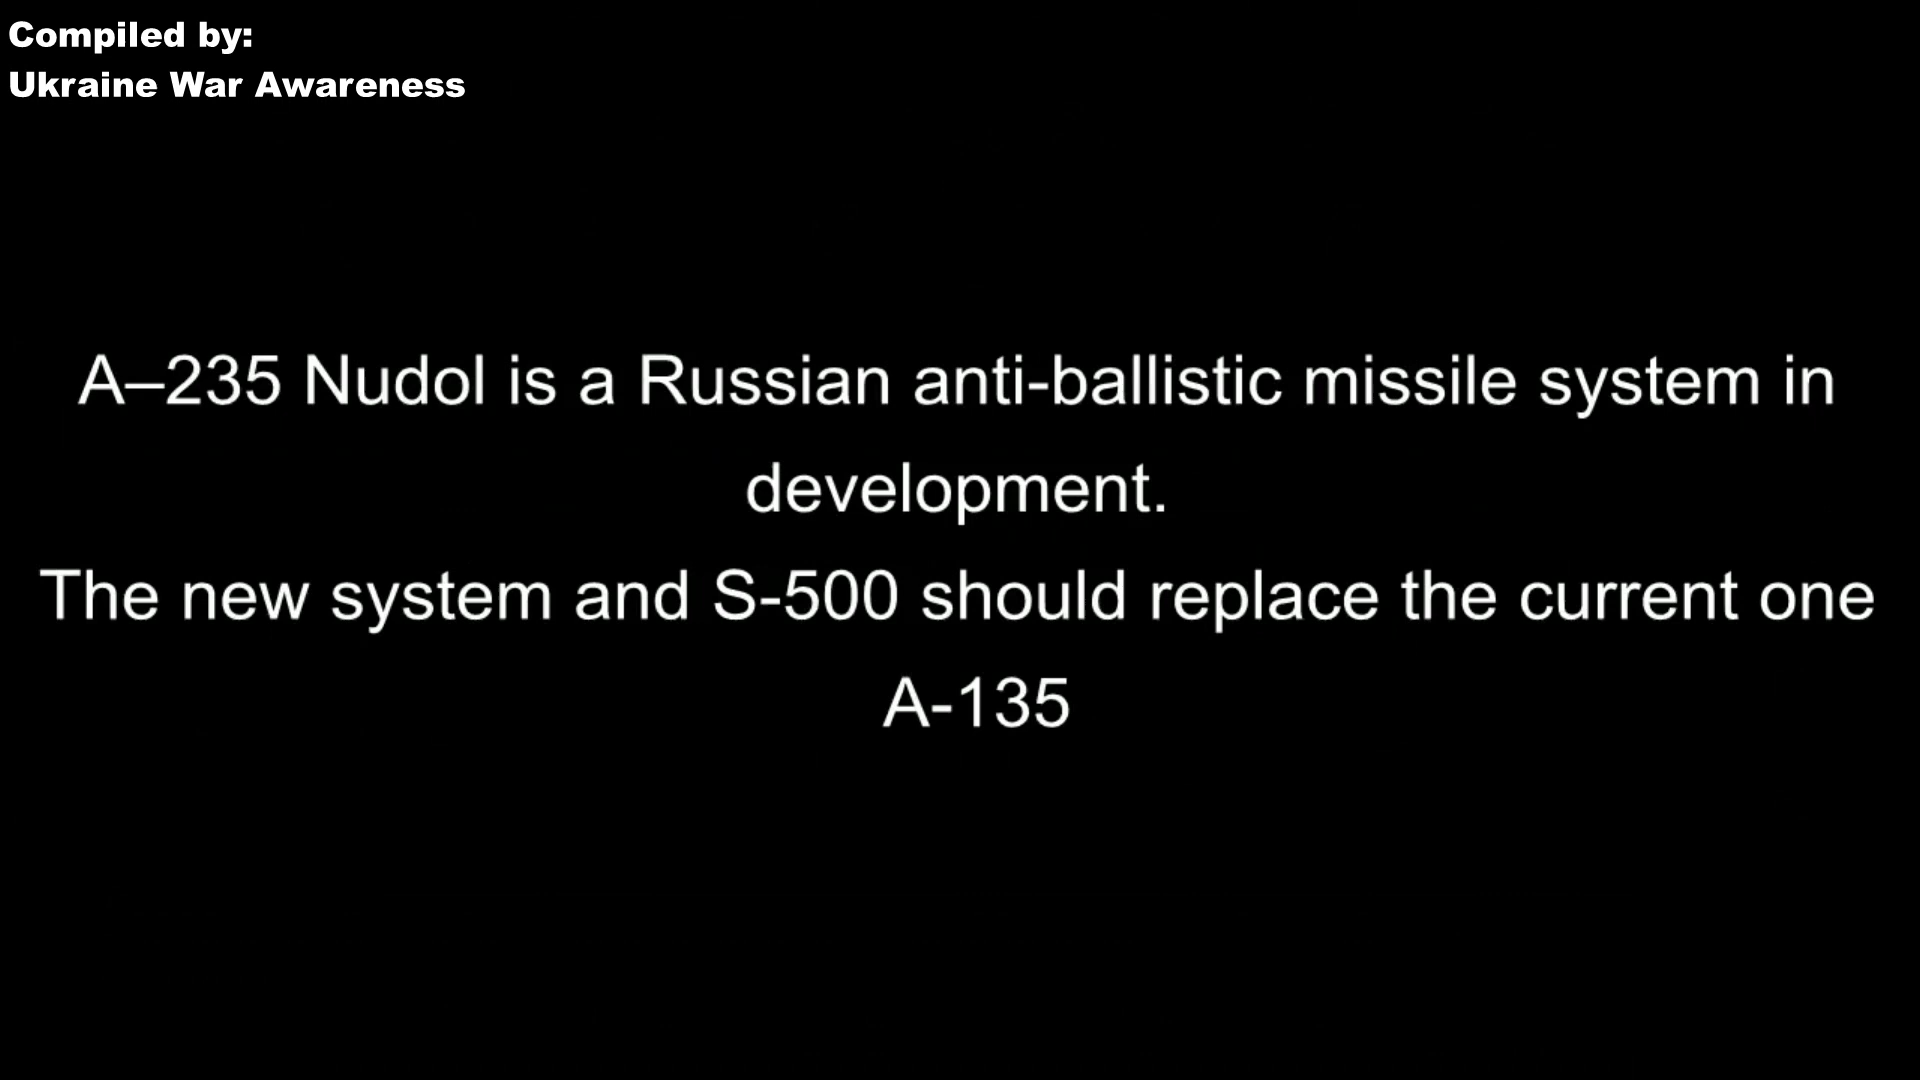 Compiled by:
Ukraine War Awareness
A–235 Nudol is a Russian anti-ballistic missile system in
development.
The new system and S-500 should replace the current one
A-135